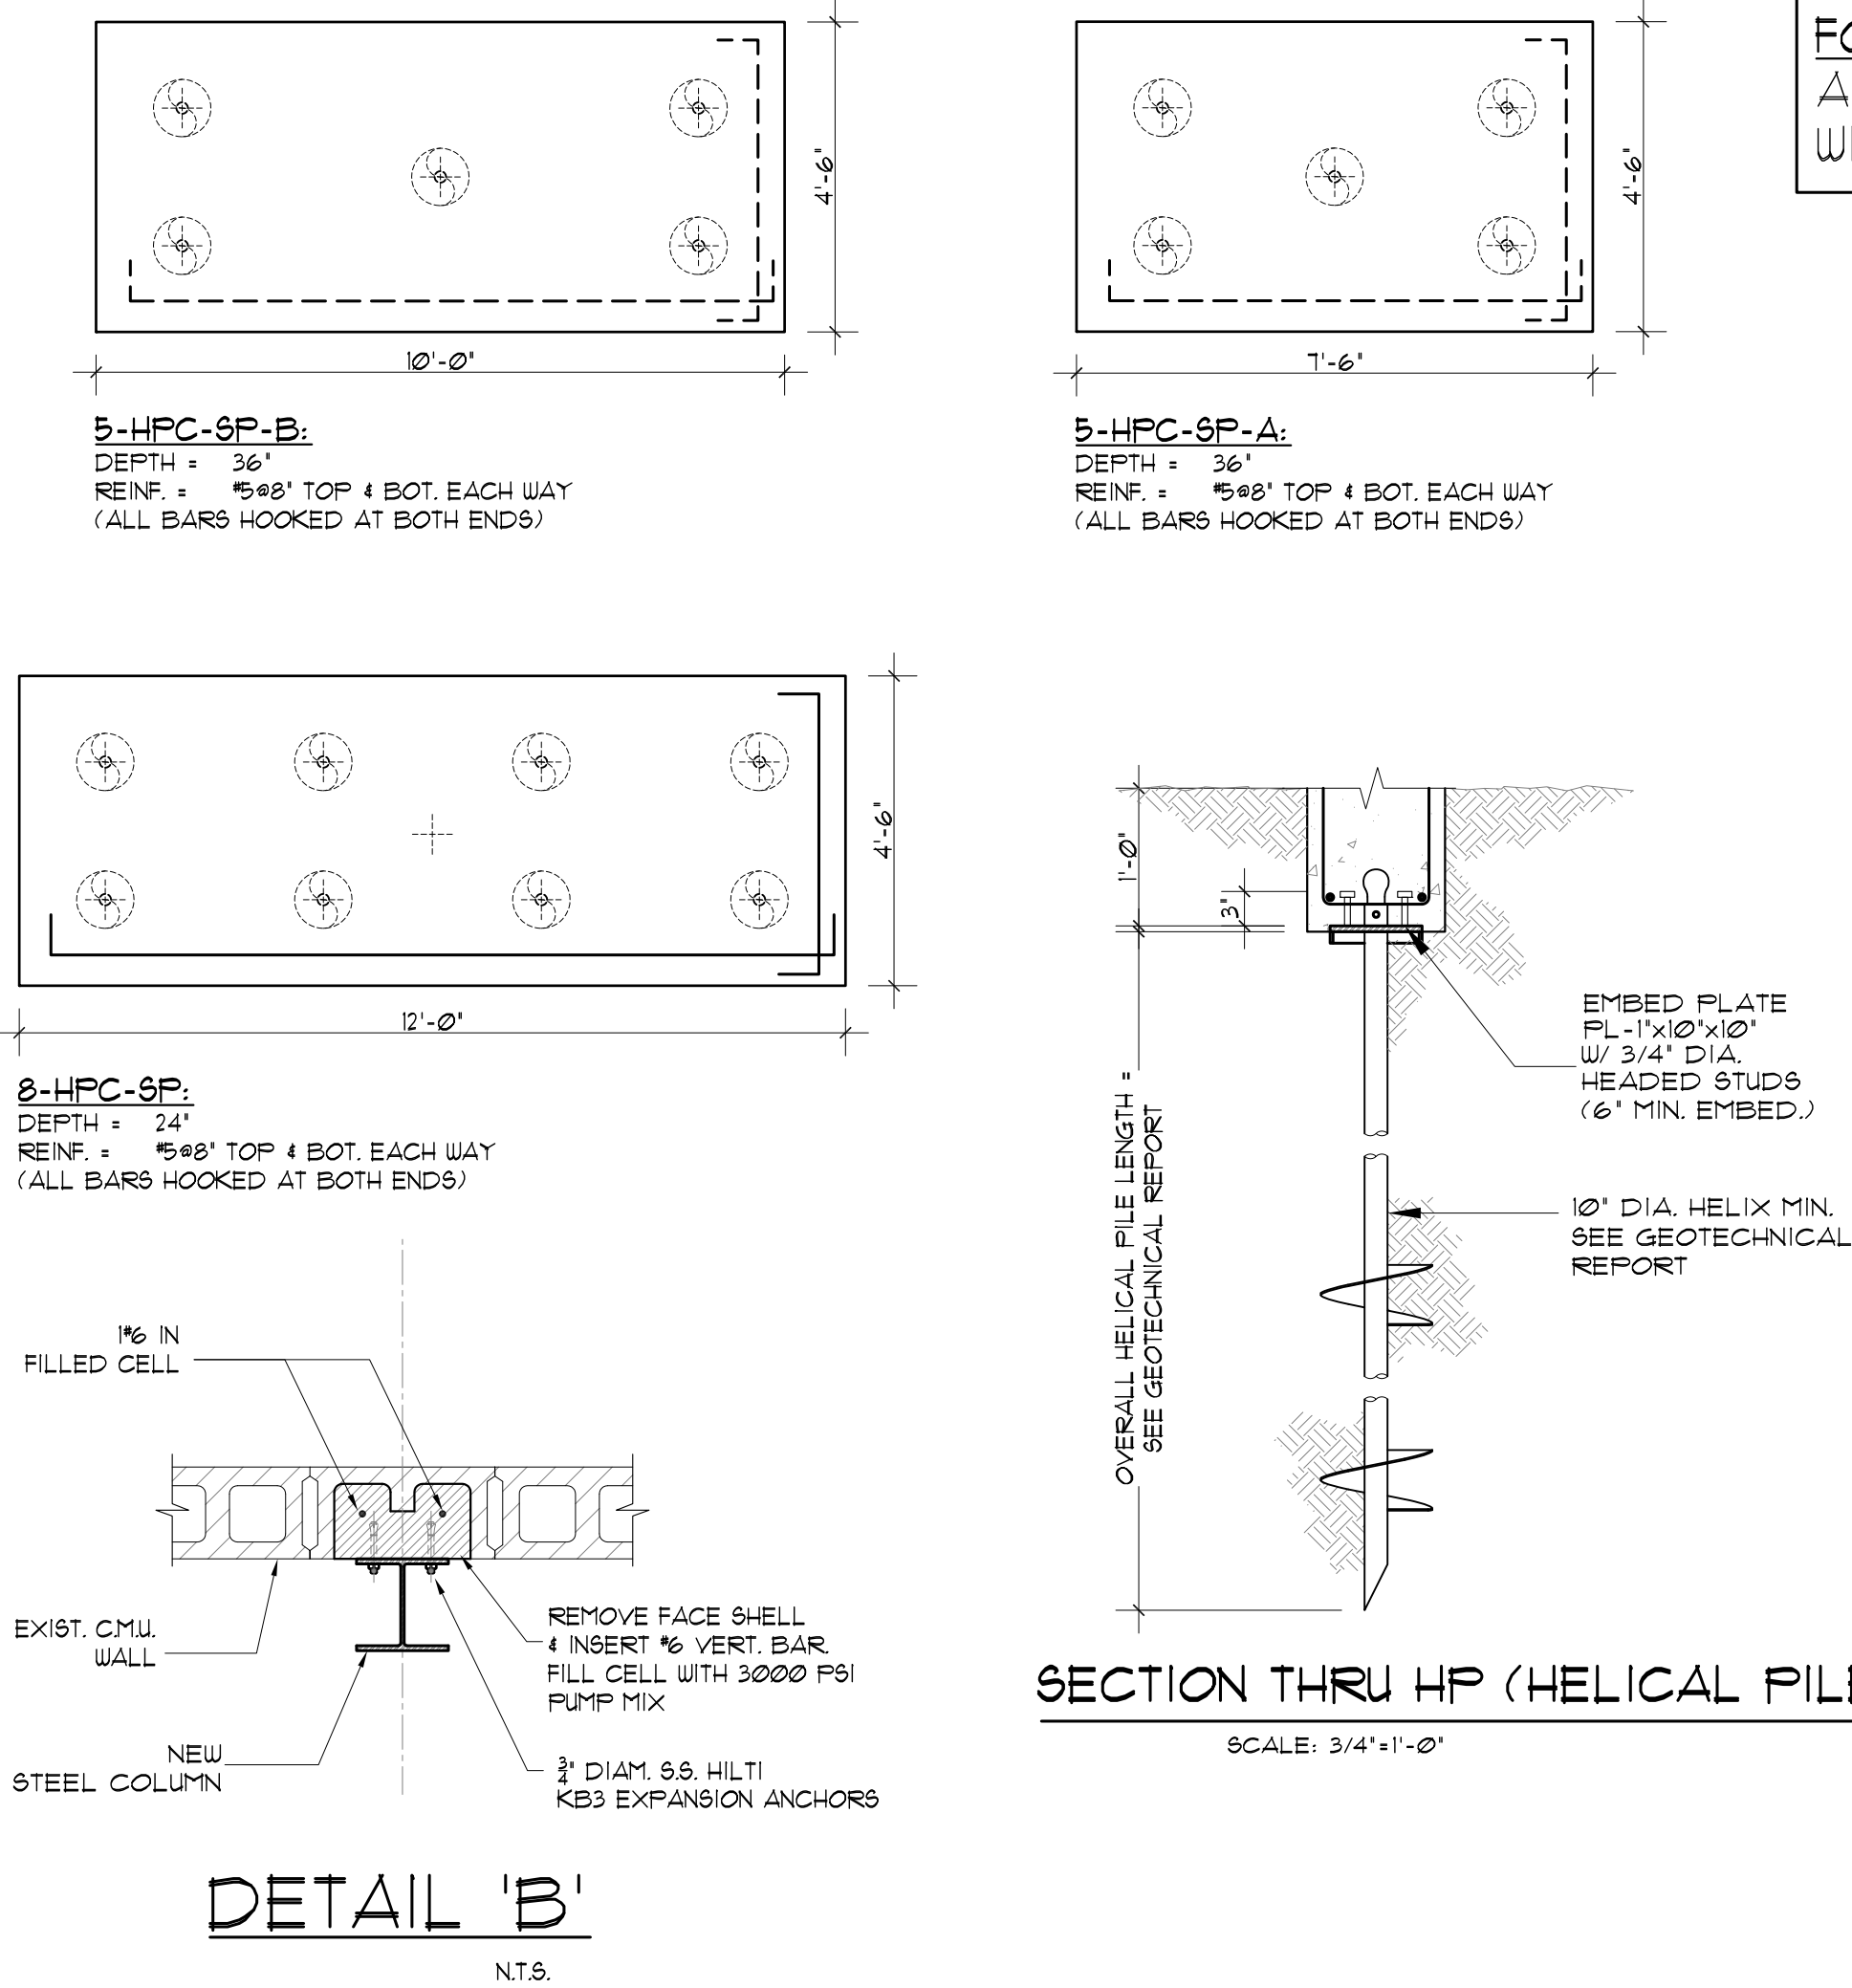 4'-6"
10'-0"
5-HPC-SP-B:
DEPTH = 36"
REINF. = #5@8" TOP & BOT. EACH WAY
(ALL BARS HOOKED AT BOTH ENDS)
4'-6"
7'-6"
5-HPC-SP-A:
DEPTH = 36"
REINF. = #5@8" TOP & BOT. EACH WAY
(ALL BARS HOOKED AT BOTH ENDS)
4'-6"
12'-0"
8-HPC-SP:
DEPTH = 24"
REINF. = #5@8" TOP & BOT. EACH WAY
(ALL BARS HOOKED AT BOTH ENDS)
1'-0"
3"
EMBED PLATE
PL-1"x10"x10"
W/ 3/4" DIA.
HEADED STUDS
(6" MIN. EMBED.)
OVERALL HELICAL PILE LENGTH =
SEE GEOTECHNICAL REPORT
10" DIA. HELIX MIN.
SEE GEOTECHNICAL
REPORT
SECTION THRU HP (HELICAL PILE
SCALE: 3/4"=1'-0"
1#6 IN
FILLED CELL
EXIST. C.M.U.
WALL
NEW
STEEL COLUMN
REMOVE FACE SHELL
& INSERT #6 VERT. BAR.
FILL CELL WITH 3000 PSI
PUMP MIX
3/4" DIAM. S.S. HILTI
KB3 EXPANSION ANCHORS
DETAIL 'B'
N.T.S.